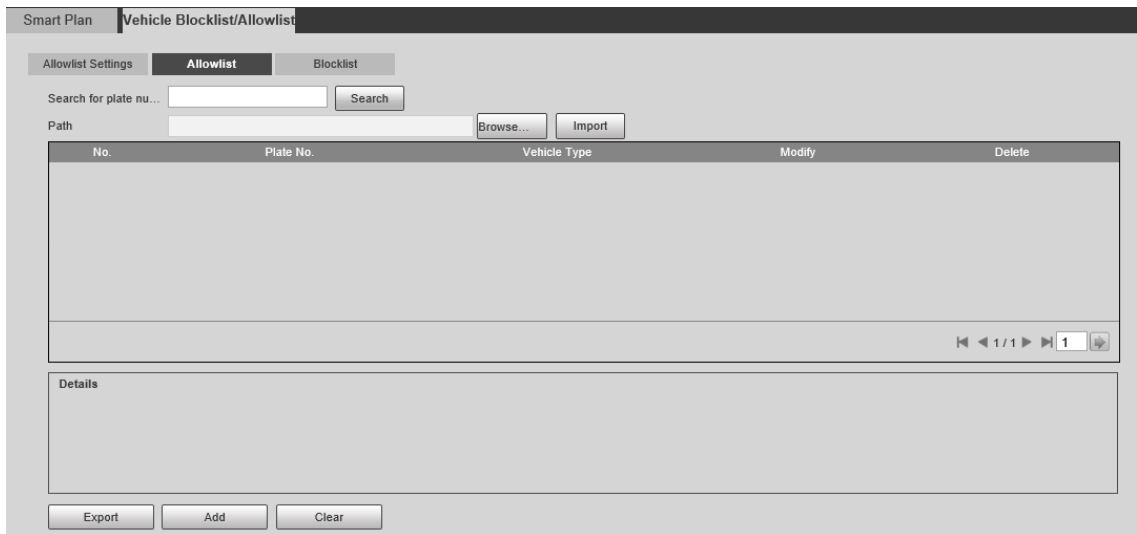 Smart Plan Vehicle Blocklist/Allowlist
Allowlist Settings Allowlist Blocklist
Search for plate nu... Search
Path Browse... Import
No. Plate No. Vehicle Type Modify Delete
1 / 1 1
Details
Export Add Clear